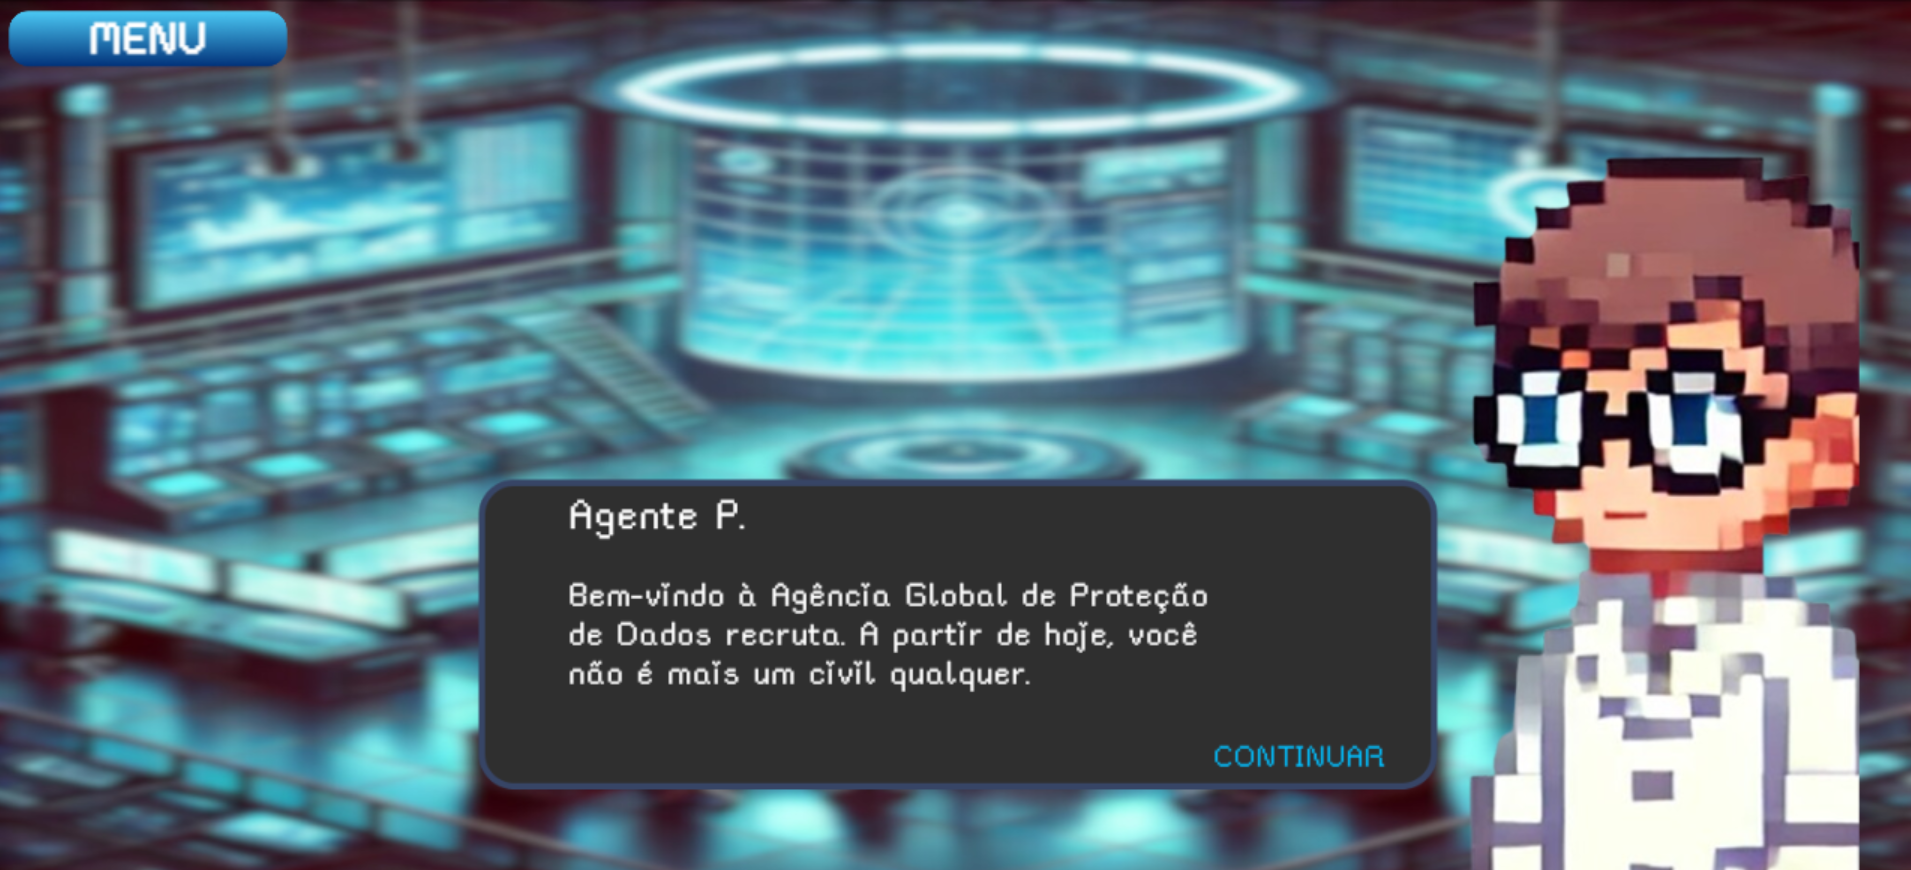 MENU
Agente P.
Bem-vindo à Agência Global de Proteção
de Dados recruta. A partir de hoje, você
não é mais um civil qualquer.
CONTINUAR